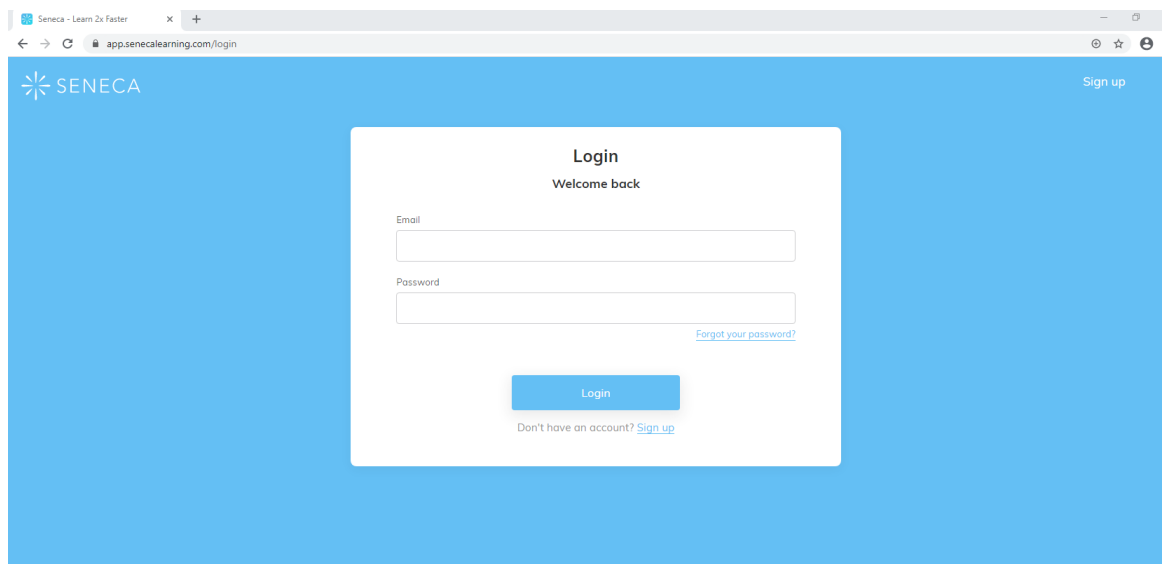 Seneca - Learn 2x Faster
app.senecalearning.com/login
SENECA
Sign up
Login
Welcome back
Email
Password
Forgot your password?
Login
Don't have an account? Sign up